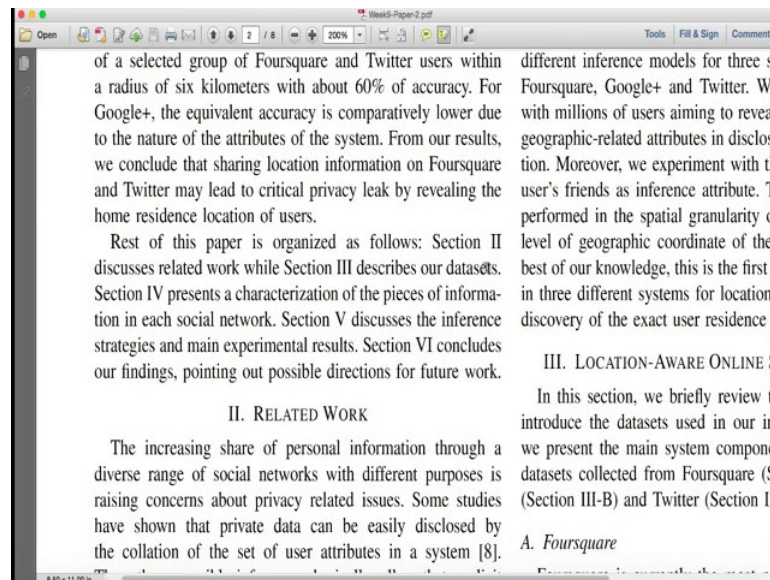 Week9-Paper-2.pdf
Open 2 / 8 200% Tools Fill & Sign Comment
of a selected group of Foursquare and Twitter users within
a radius of six kilometers with about 60% of accuracy. For
Google+, the equivalent accuracy is comparatively lower due
to the nature of the attributes of the system. From our results,
we conclude that sharing location information on Foursquare
and Twitter may lead to critical privacy leak by revealing the
home residence location of users.
Rest of this paper is organized as follows: Section II
discusses related work while Section III describes our datasets.
Section IV presents a characterization of the pieces of informa-
tion in each social network. Section V discusses the inference
strategies and main experimental results. Section VI concludes
our findings, pointing out possible directions for future work.
II. RELATED WORK
The increasing share of personal information through a
diverse range of social networks with different purposes is
raising concerns about privacy related issues. Some studies
have shown that private data can be easily disclosed by
the collation of the set of user attributes in a system [8].
different inference models for three
Foursquare, Google+ and Twitter.
with millions of users aiming to
geographic-related attributes in
tion. Moreover, we experiment with
user's friends as inference attribute.
performed in the spatial granularity
level of geographic coordinate of the
best of our knowledge, this is the first
in three different systems for location
discovery of the exact user residence
III. LOCATION-AWARE ONLINE
In this section, we briefly review
introduce the datasets used in our
we present the main system
datasets collected from Foursquare
(Section III-B) and Twitter (Section
A. Foursquare
8.50 x 11.00 in